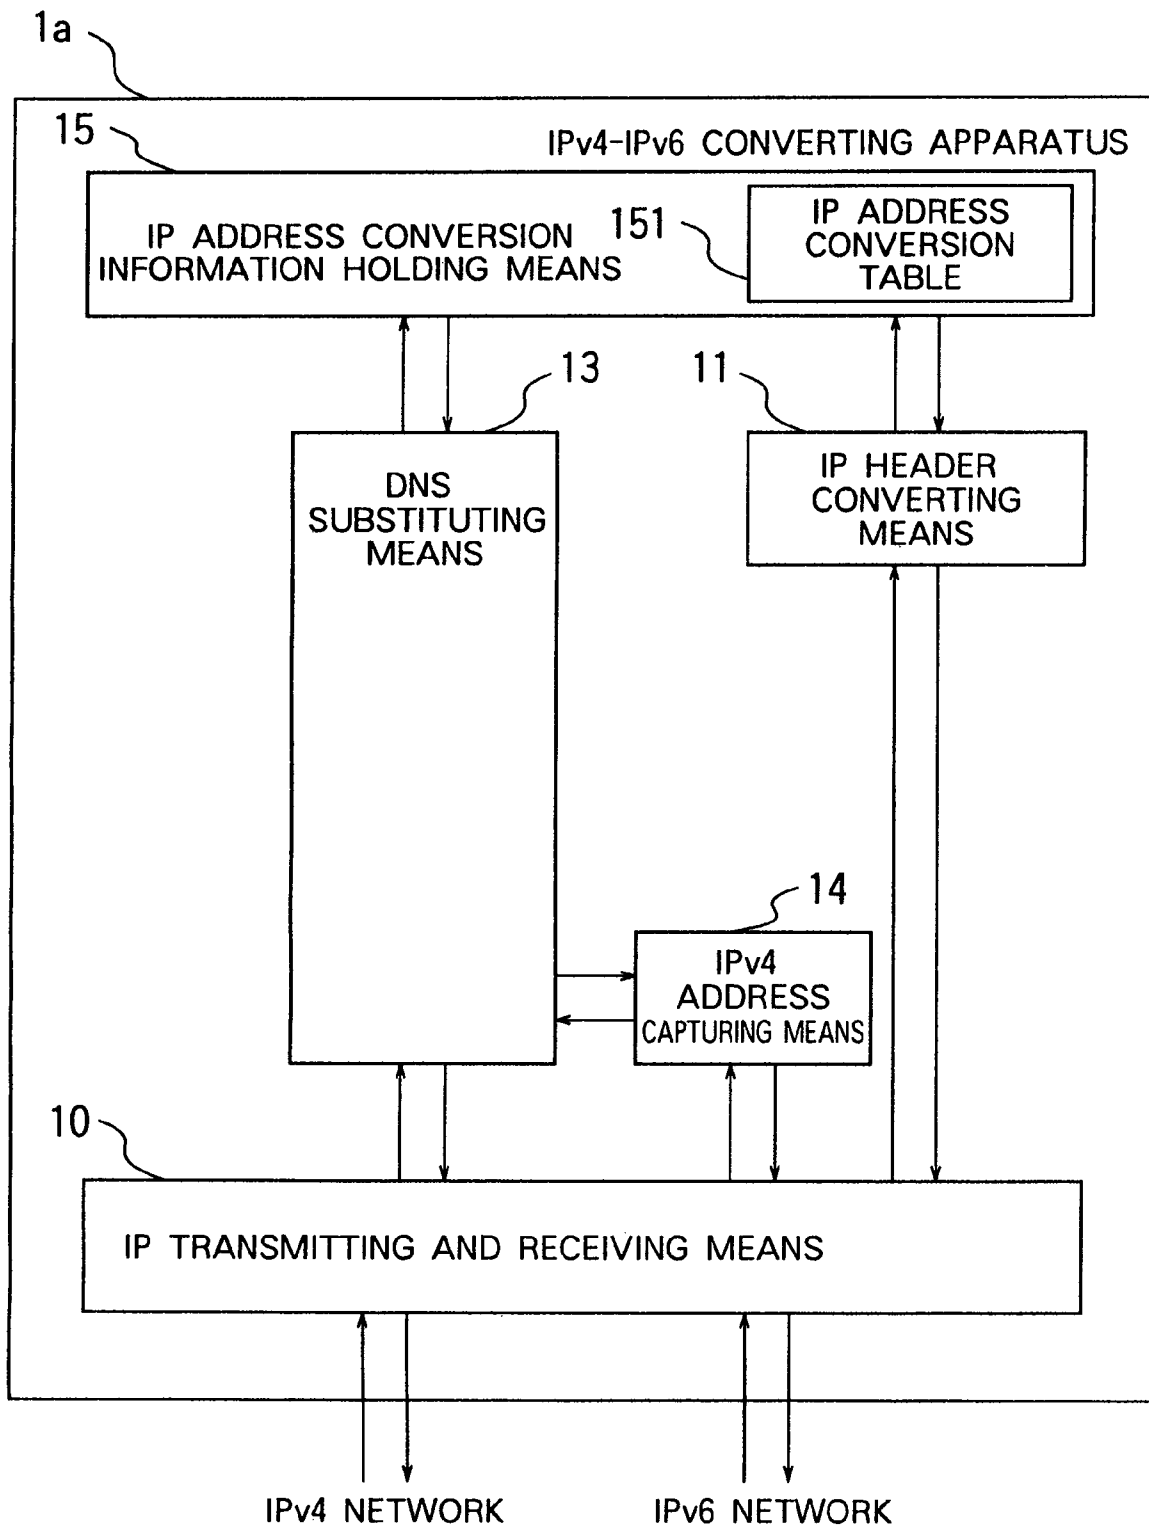 1a
15
IPv4-IPv6 CONVERTING APPARATUS
IP ADDRESS CONVERSION
INFORMATION HOLDING MEANS
151
IP ADDRESS
CONVERSION
TABLE
13
11
DNS
SUBSTITUTING
MEANS
IP HEADER
CONVERTING
MEANS
14
IPv4
ADDRESS
CAPTURING MEANS
10
IP TRANSMITTING AND RECEIVING MEANS
IPv4 NETWORK
IPv6 NETWORK